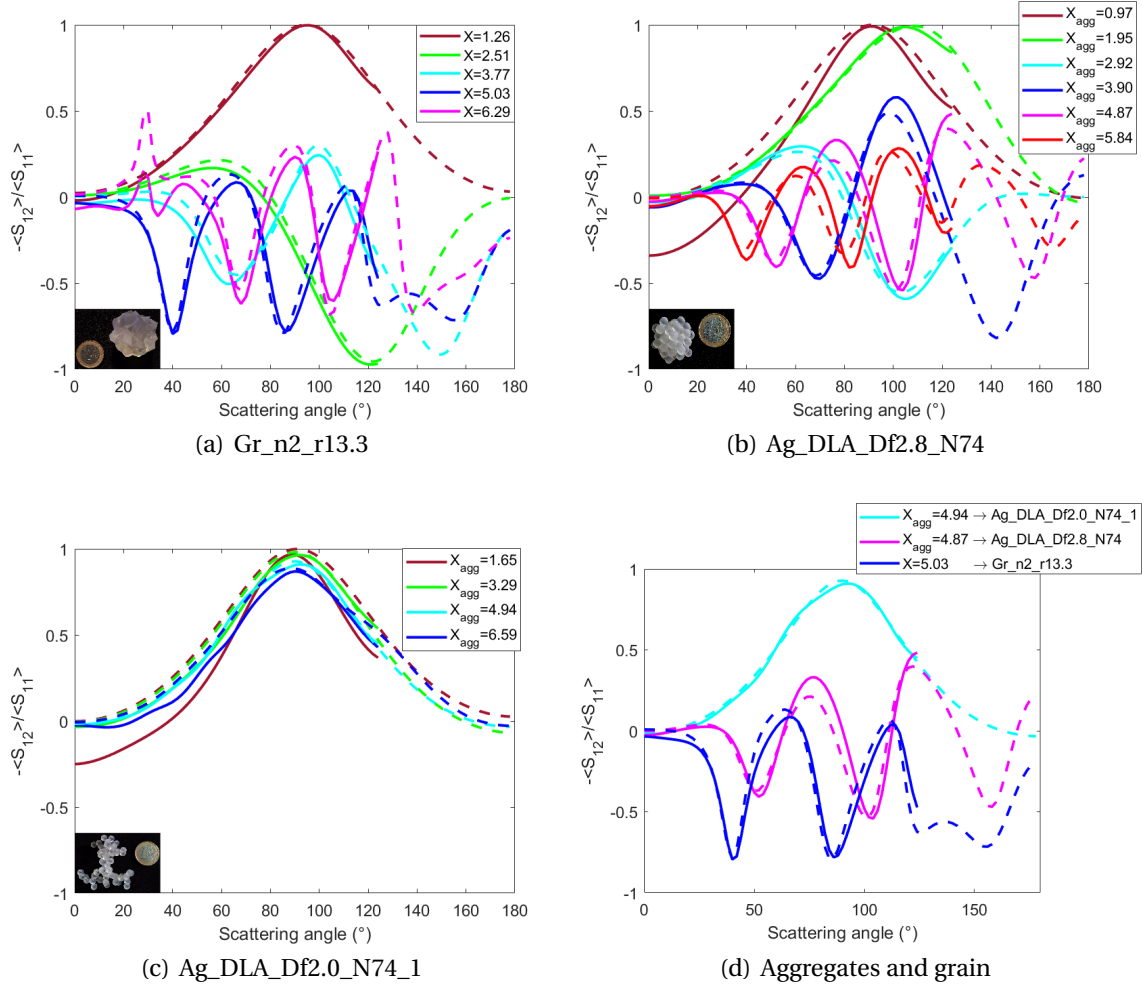 -<S12>/<S11>
1
0.5
0
-0.5
-1
X=1.26
X=2.51
X=3.77
X=5.03
X=6.29
0 20 40 60 80 100 120 140 160 180
Scattering angle (°)
(a) Gr_n2_r13.3
-<S12>/<S11>
1
0.5
0
-0.5
-1
Xagg=0.97
Xagg=1.95
Xagg=2.92
Xagg=3.90
Xagg=4.87
Xagg=5.84
0 20 40 60 80 100 120 140 160 180
Scattering angle (°)
(b) Ag_DLA_Df2.8_N74
-<S12>/<S11>
1
0.5
0
-0.5
-1
Xagg=1.65
Xagg=3.29
Xagg=4.94
Xagg=6.59
0 20 40 60 80 100 120 140 160 180
Scattering angle (°)
(c) Ag_DLA_Df2.0_N74_1
Xagg=4.94 → Ag_DLA_Df2.0_N74_1
Xagg=4.87 → Ag_DLA_Df2.8_N74
X=5.03 → Gr_n2_r13.3
-<S12>/<S11>
1
0.5
0
-0.5
-1
0 50 100 150
Scattering angle (°)
(d) Aggregates and grain